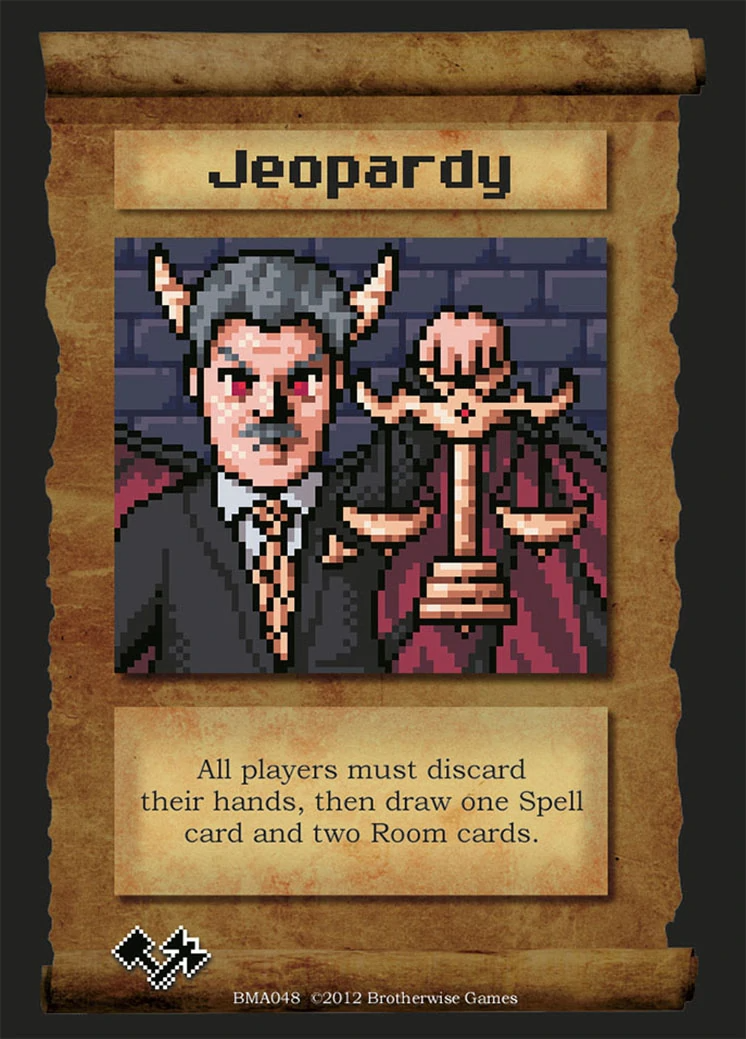 Jeopardy
All players must discard
their hands, then draw one Spell
card and two Room cards.
BMA048 ©2012 Brotherwise Games